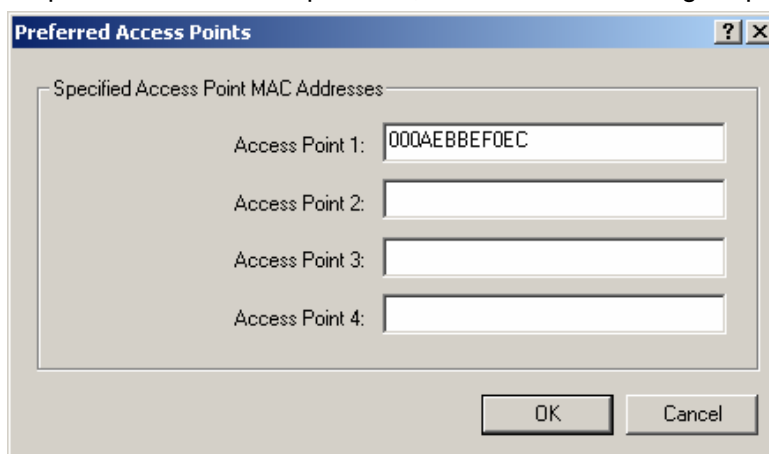 Preferred Access Points
Specified Access Point MAC Addresses
Access Point 1: 000AEBBEF0EC
Access Point 2:
Access Point 3:
Access Point 4:
OK Cancel